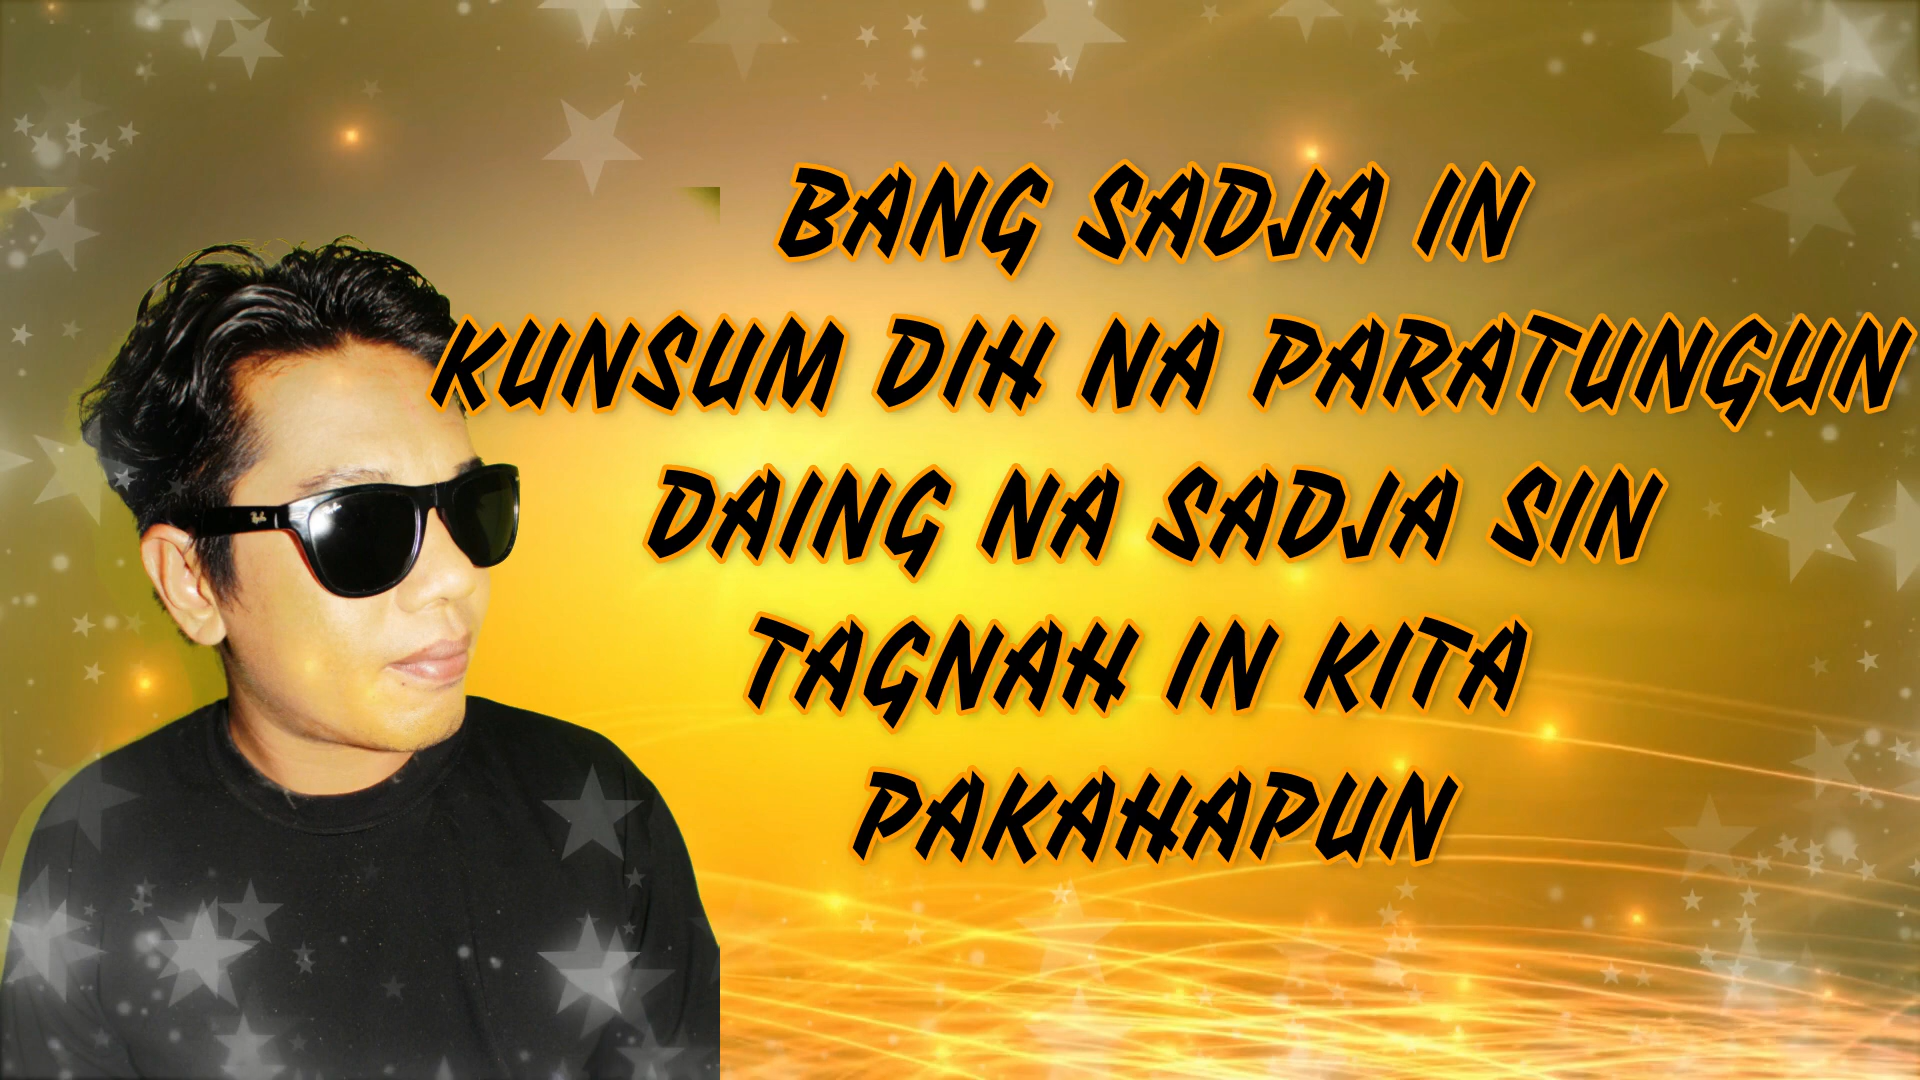 BANG SADJA IN
KUNSUM DIH NA PARATUNGUN
DAING NA SADJA SIN
TAGNAH IN KITA
PAKAHAPUN